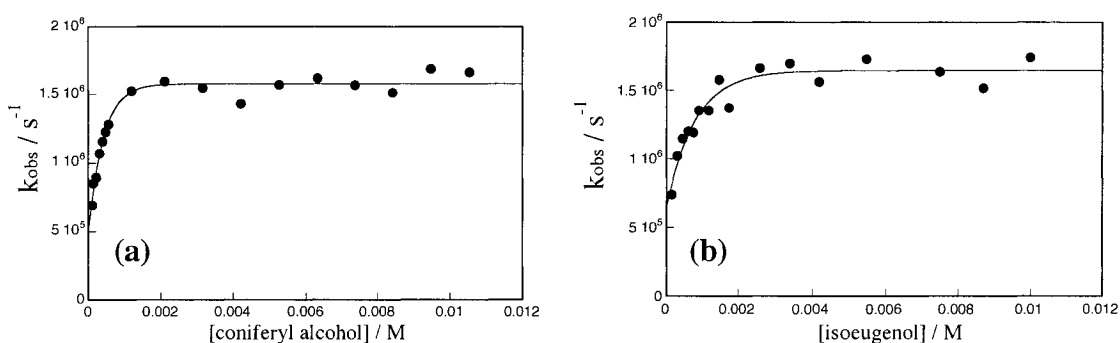 2 10⁶
1.5 10⁶
1 10⁶
5 10⁵
0
kobs / s⁻¹
(a)
0 0.002 0.004 0.006 0.008 0.01 0.012
[coniferyl alcohol] / M
2 10⁶
1.5 10⁶
1 10⁶
5 10⁵
0
kobs / s⁻¹
(b)
0 0.002 0.004 0.006 0.008 0.01 0.012
[isoeugenol] / M